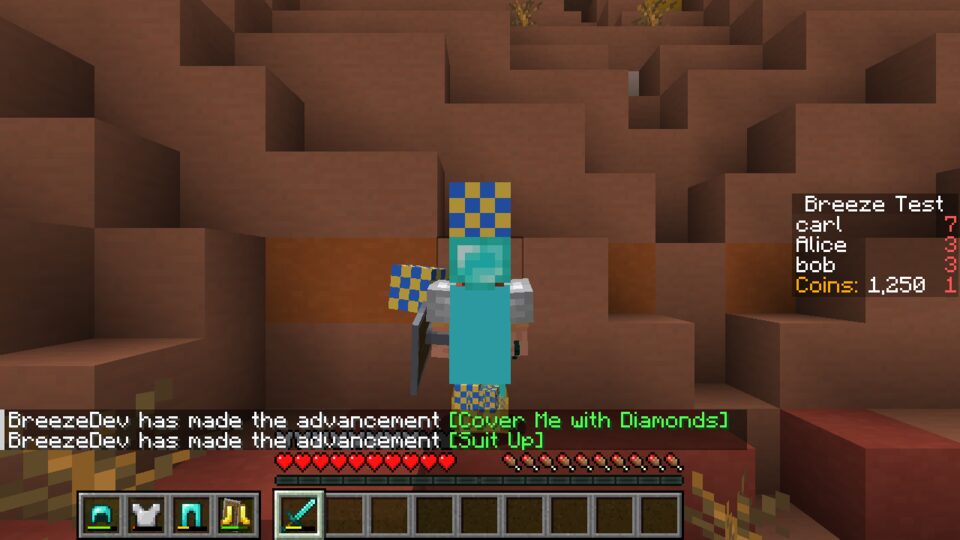 Breeze Test
carl 7
Alice 3
bob 3
Coins: 1,250 1
BreezeDev has made the advancement [Cover Me with Diamonds]
BreezeDev has made the advancement [Suit Up]